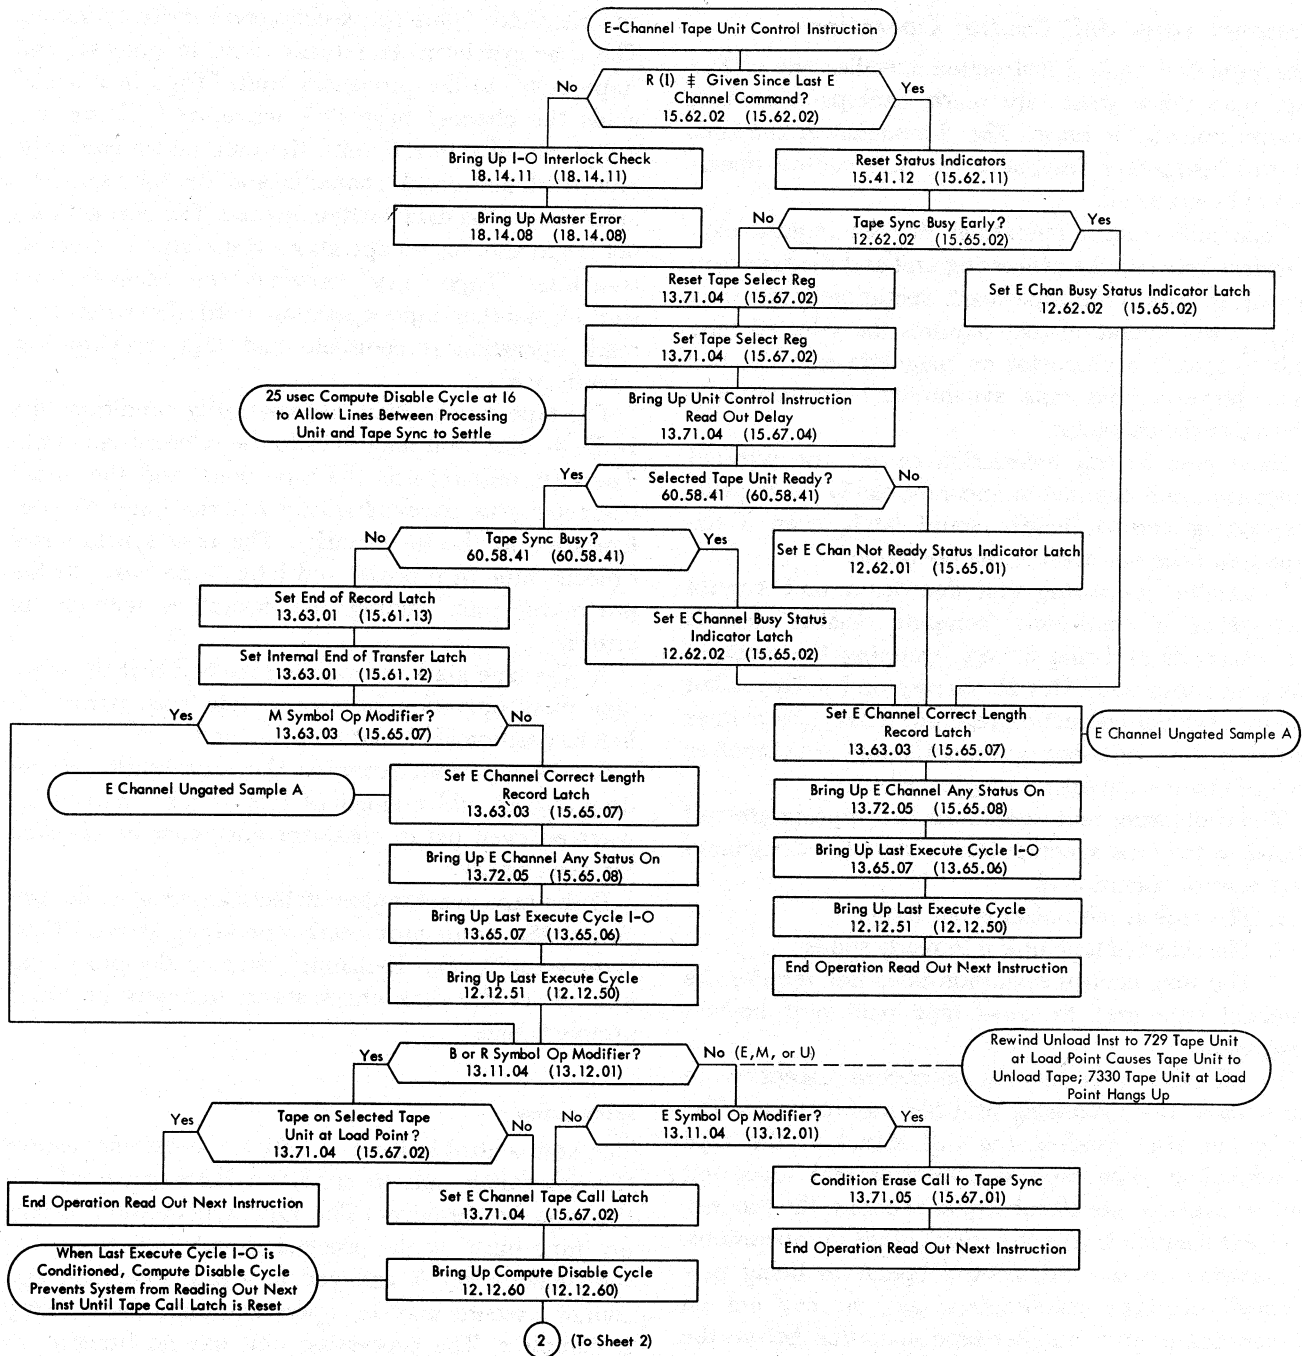 E-Channel Tape Unit Control Instruction
R (I) ⧧ Given Since Last E
Channel Command?
15.62.02 (15.62.02)
No
Yes
Bring Up I-O Interlock Check
18.14.11 (18.14.11)
Reset Status Indicators
15.41.12 (15.62.11)
Bring Up Master Error
18.14.08 (18.14.08)
No
Tape Sync Busy Early?
12.62.02 (15.65.02)
Yes
Reset Tape Select Reg
13.71.04 (15.67.02)
Set E Chan Busy Status Indicator Latch
12.62.02 (15.65.02)
Set Tape Select Reg
13.71.04 (15.67.02)
25 usec Compute Disable Cycle at I6
to Allow Lines Between Processing
Unit and Tape Sync to Settle
Bring Up Unit Control Instruction
Read Out Delay
13.71.04 (15.67.04)
Yes
Selected Tape Unit Ready?
60.58.41 (60.58.41)
No
No
Tape Sync Busy?
60.58.41 (60.58.41)
Yes
Set E Chan Not Ready Status Indicator Latch
12.62.01 (15.65.01)
Set End of Record Latch
13.63.01 (15.61.13)
Set E Channel Busy Status
Indicator Latch
12.62.02 (15.65.02)
Set Internal End of Transfer Latch
13.63.01 (15.61.12)
Yes
M Symbol Op Modifier?
13.63.03 (15.65.07)
No
Set E Channel Correct Length
Record Latch
13.63.03 (15.65.07)
E Channel Ungated Sample A
E Channel Ungated Sample A
Set E Channel Correct Length
Record Latch
13.63.03 (15.65.07)
Bring Up E Channel Any Status On
13.72.05 (15.65.08)
Bring Up E Channel Any Status On
13.72.05 (15.65.08)
Bring Up Last Execute Cycle I-O
13.65.07 (13.65.06)
Bring Up Last Execute Cycle I-O
13.65.07 (13.65.06)
Bring Up Last Execute Cycle
12.12.51 (12.12.50)
Bring Up Last Execute Cycle
12.12.51 (12.12.50)
End Operation Read Out Next Instruction
Yes
B or R Symbol Op Modifier?
13.11.04 (13.12.01)
No (E,M, or U)
Rewind Unload Inst to 729 Tape Unit
at Load Point Causes Tape Unit to
Unload Tape; 7330 Tape Unit at Load
Point Hangs Up
Yes
Tape on Selected Tape
Unit at Load Point?
13.71.04 (15.67.02)
No
No
E Symbol Op Modifier?
13.11.04 (13.12.01)
Yes
End Operation Read Out Next Instruction
Set E Channel Tape Call Latch
13.71.04 (15.67.02)
Condition Erase Call to Tape Sync
13.71.05 (15.67.01)
End Operation Read Out Next Instruction
When Last Execute Cycle I-O is
Conditioned, Compute Disable Cycle
Prevents System from Reading Out Next
Inst Until Tape Call Latch is Reset
Bring Up Compute Disable Cycle
12.12.60 (12.12.60)
2 (To Sheet 2)